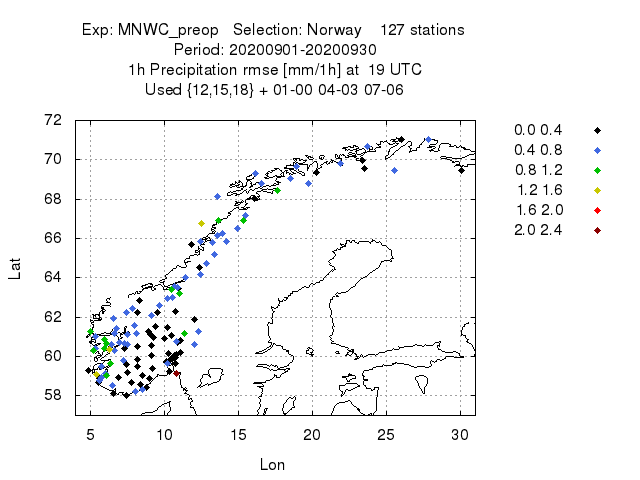 Exp: MNWC_preop   Selection: Norway    127 stations
Period: 20200901-20200930
1h Precipitation rmse [mm/1h] at  19 UTC
Used {12,15,18} + 01-00 04-03 07-06
72
70
68
66
64
62
60
58
5 10 15 20 25 30
Lat
Lon
0.0 0.4
0.4 0.8
0.8 1.2
1.2 1.6
1.6 2.0
2.0 2.4